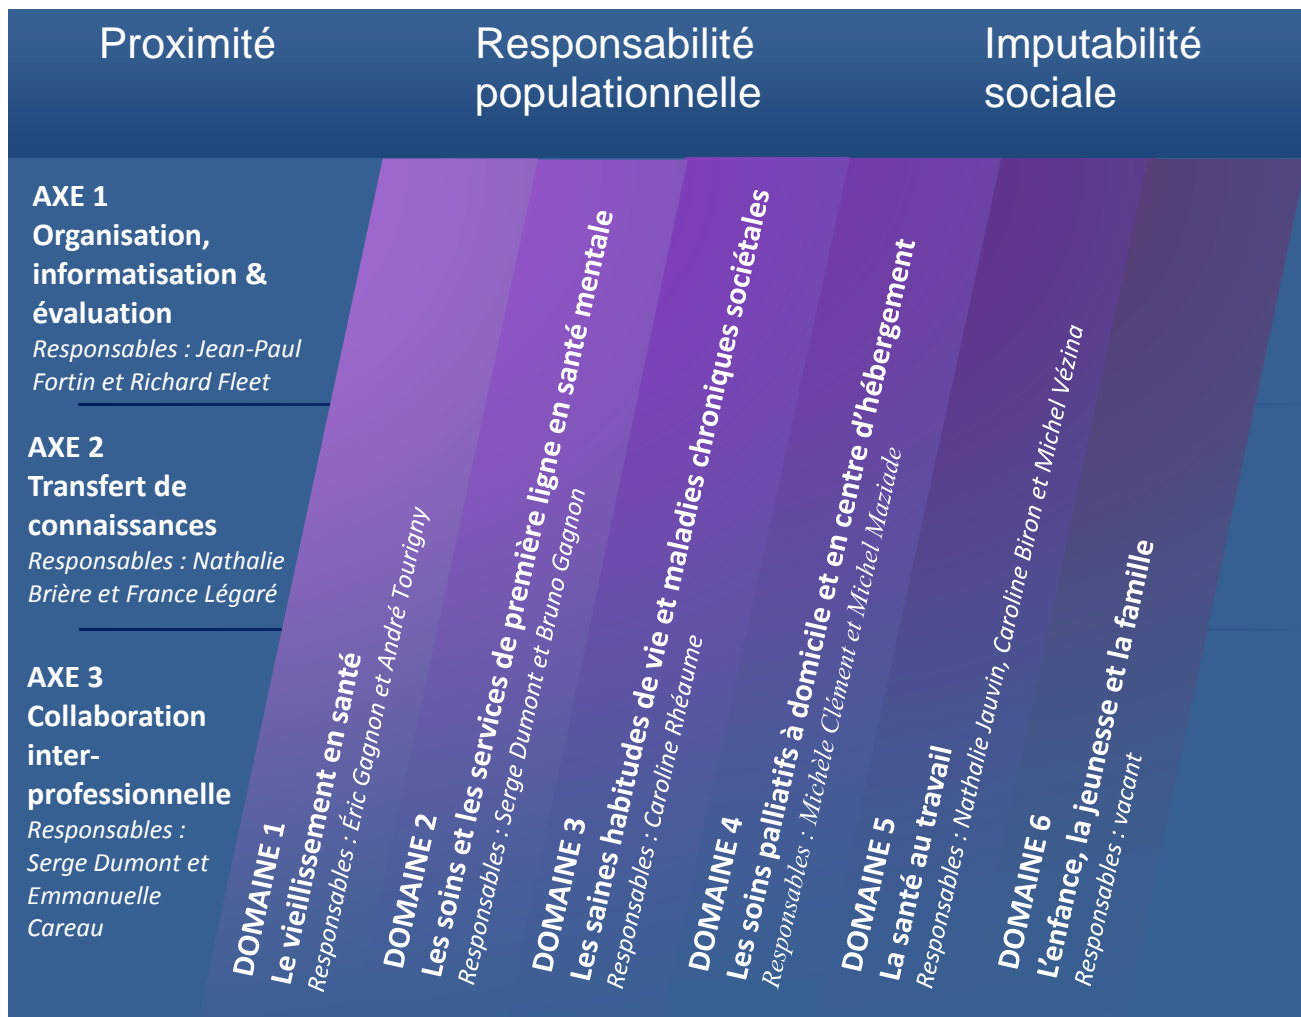 Proximité
Responsabilité
populationnelle
Imputabilité
sociale
AXE 1
Organisation,
informatisation &
évaluation
Responsables : Jean-Paul
Fortin et Richard Fleet
AXE 2
Transfert de
connaissances
Responsables : Nathalie
Brière et France Légaré
AXE 3
Collaboration
inter-
professionnelle
Responsables :
Serge Dumont et
Emmanuelle
Careau
DOMAINE 1
Le vieillissement en santé
Responsables : Éric Gagnon et André Tourigny
DOMAINE 2
Les soins et les services de première ligne en santé mentale
Responsables : Serge Dumont et Bruno Gagnon
DOMAINE 3
Les saines habitudes de vie et maladies chroniques sociétales
Responsables : Caroline Rhéaume
DOMAINE 4
Les soins palliatifs à domicile et en centre d’hébergement
Responsables : Michèle Clément et Michel Maziade
DOMAINE 5
La santé au travail
Responsables : Nathalie Jauvin, Caroline Biron et Michel Vézina
DOMAINE 6
L’enfance, la jeunesse et la famille
Responsables : vacant